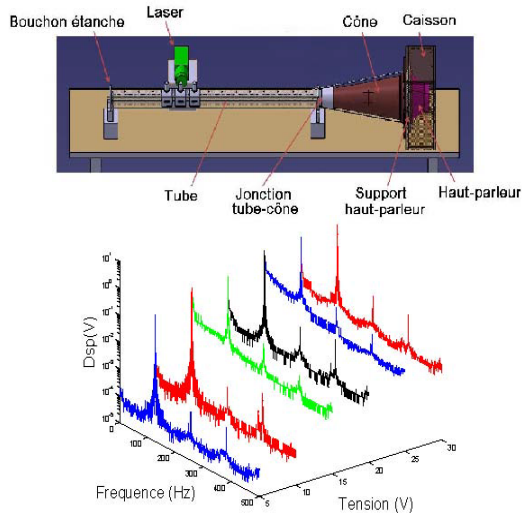 Laser
Cône
Caisson
Bouchon étanche
Tube
Jonction
tube-cône
Support
haut-parleur
Haut-parleur
Dsp(V)
0
100
200
300
400
500
Frequence (Hz)
5
10
15
20
25
30
Tension (V)